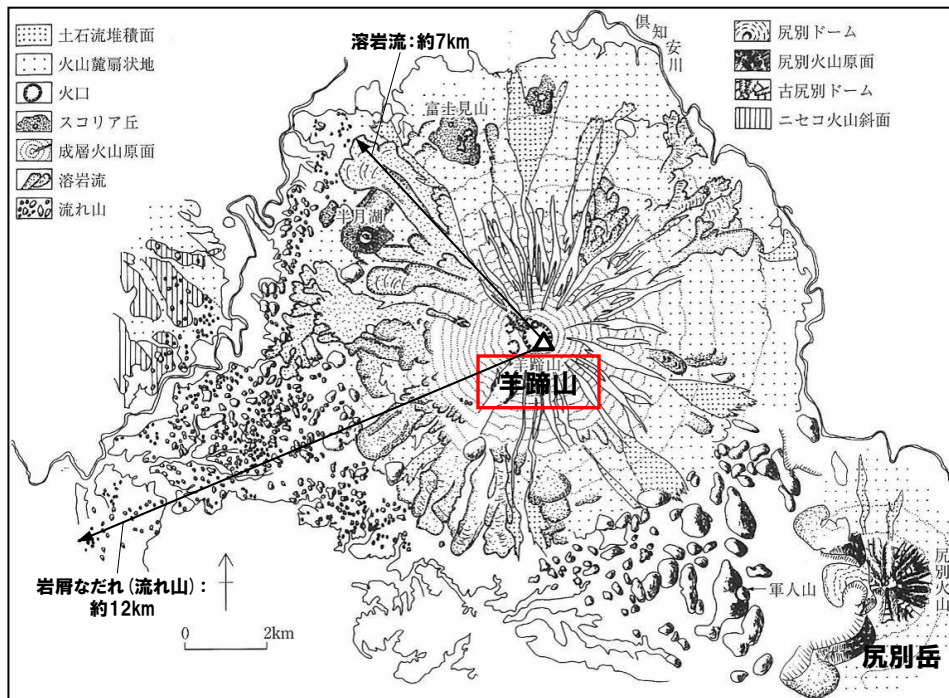 土石流堆積面
火山麓扇状地
火口
スコリア丘
成層火山原面
溶岩流
流れ山
溶岩流:約7km
倶知安川
尻別ドーム
尻別火山原面
古尻別ドーム
ニセコ火山斜面
富士見山
半月湖
羊蹄山
羊蹄山
岩屑なだれ(流れ山):
約12km
0 2km
軍人山
尻別火山
尻別岳